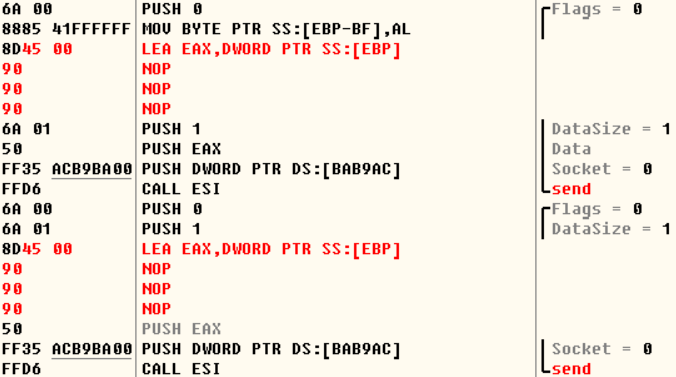 6A 00 PUSH 0 Flags = 0
8885 41FFFFFF MOV BYTE PTR SS:[EBP-BF],AL
8D45 00 LEA EAX,DWORD PTR SS:[EBP]
90 NOP
90 NOP
90 NOP
6A 01 PUSH 1 DataSize = 1
50 PUSH EAX Data
FF35 ACB9BA00 PUSH DWORD PTR DS:[BAB9AC] Socket = 0
FFD6 CALL ESI send
6A 00 PUSH 0 Flags = 0
6A 01 PUSH 1 DataSize = 1
8D45 00 LEA EAX,DWORD PTR SS:[EBP]
90 NOP
90 NOP
90 NOP
50 PUSH EAX
FF35 ACB9BA00 PUSH DWORD PTR DS:[BAB9AC] Socket = 0
FFD6 CALL ESI send